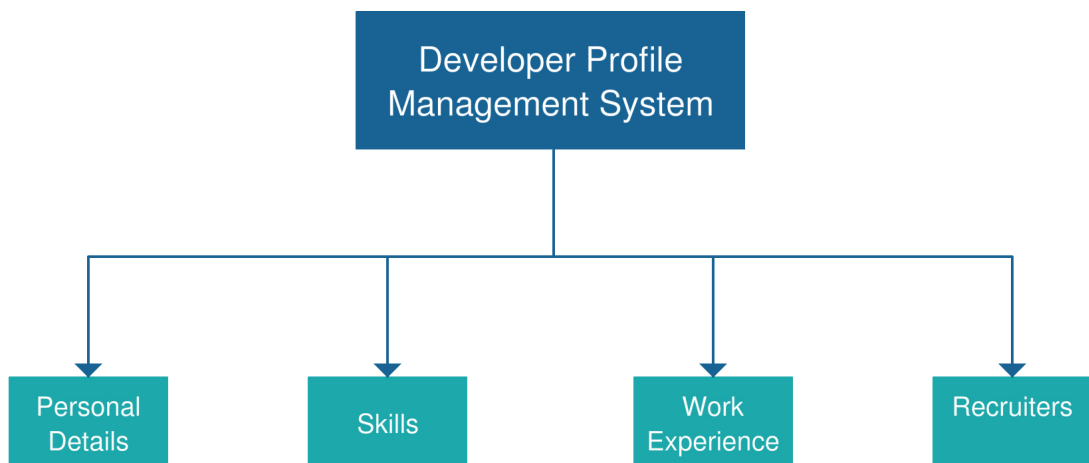 Developer Profile
Management System
Personal
Details
Skills
Work
Experience
Recruiters